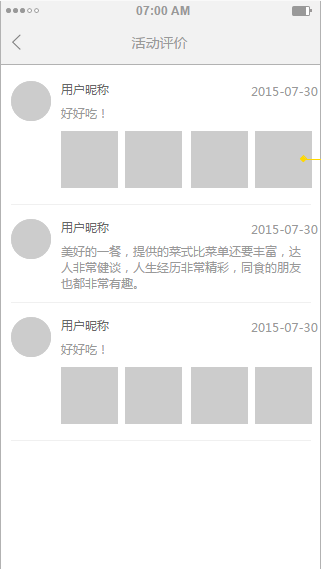 07:00 AM
活动评价
用户昵称
2015-07-30
好好吃！
用户昵称
2015-07-30
美好的一餐，提供的菜式比菜单还要丰富，达
人非常健谈，人生经历非常精彩，同食的朋友
也都非常有趣。
用户昵称
2015-07-30
好好吃！